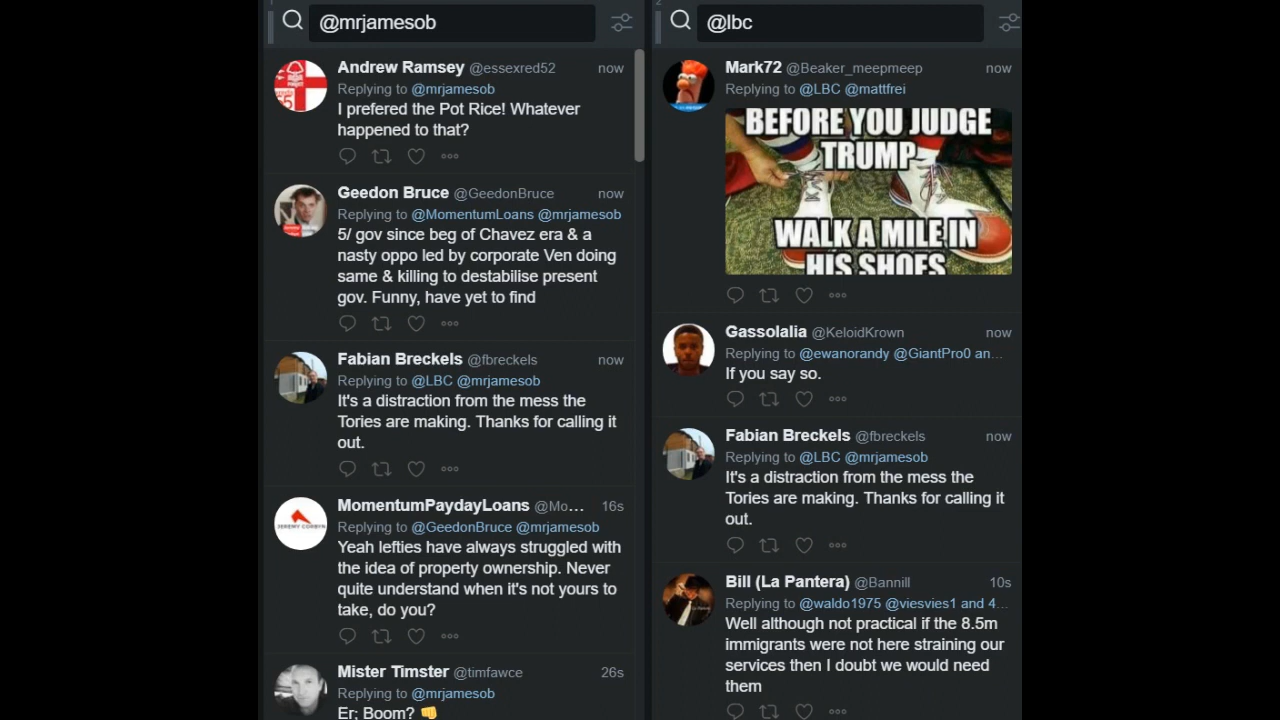 @mrjamesob
Andrew Ramsey @essexred52 now
Replying to @mrjamesob
I prefered the Pot Rice! Whatever
happened to that?
Geedon Bruce @GeedonBruce now
Replying to @MomentumLoans @mrjamesob
5/ gov since beg of Chavez era & a
nasty oppo led by corporate Ven doing
same & killing to destabilise present
gov. Funny, have yet to find
Fabian Breckels @fbreckels now
Replying to @LBC @mrjamesob
It's a distraction from the mess the
Tories are making. Thanks for calling it
out.
JEREMY CORBYN
MomentumPaydayLoans @Mo... 16s
Replying to @GeedonBruce @mrjamesob
Yeah lefties have always struggled with
the idea of property ownership. Never
quite understand when it's not yours to
take, do you?
Mister Timster @timfawce 26s
Replying to @mrjamesob
Er; Boom? 👊
2
@lbc
Mark72 @Beaker_meepmeep now
Replying to @LBC @mattfrei
BEFORE YOU JUDGE
TRUMP
WALK A MILE IN
HIS SHOES
Gassolalia @KeloidKrown now
Replying to @ewanorandy @GiantPro0 an...
If you say so.
Fabian Breckels @fbreckels now
Replying to @LBC @mrjamesob
It's a distraction from the mess the
Tories are making. Thanks for calling it
out.
Bill (La Pantera) @Bannill 10s
Replying to @waldo1975 @viesvies1 and 4...
Well although not practical if the 8.5m
immigrants were not here straining our
services then I doubt we would need
them